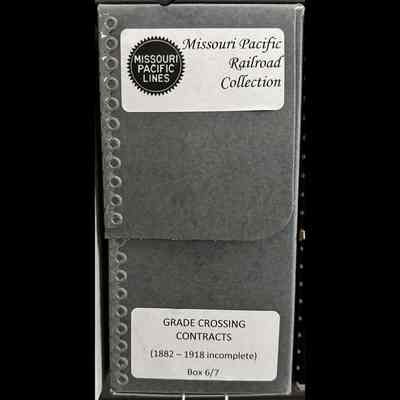 MISSOURI
PACIFIC
LINES
Missouri Pacific
Railroad
Collection
GRADE CROSSING
CONTRACTS
(1882 – 1918 incomplete)
Box 6/7